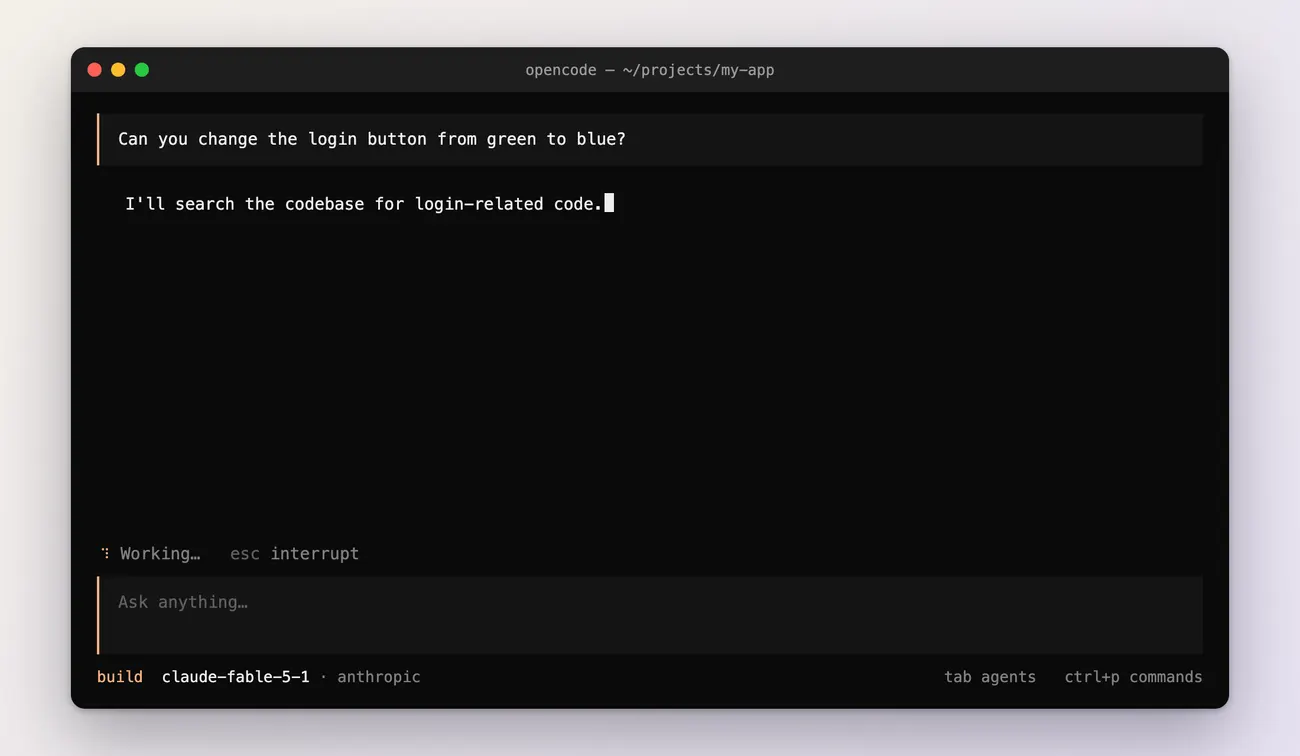 opencode — ~/projects/my-app
Can you change the login button from green to blue?
I'll search the codebase for login-related code.
Working… esc interrupt
Ask anything…
build claude-fable-5-1 · anthropic tab agents ctrl+p commands